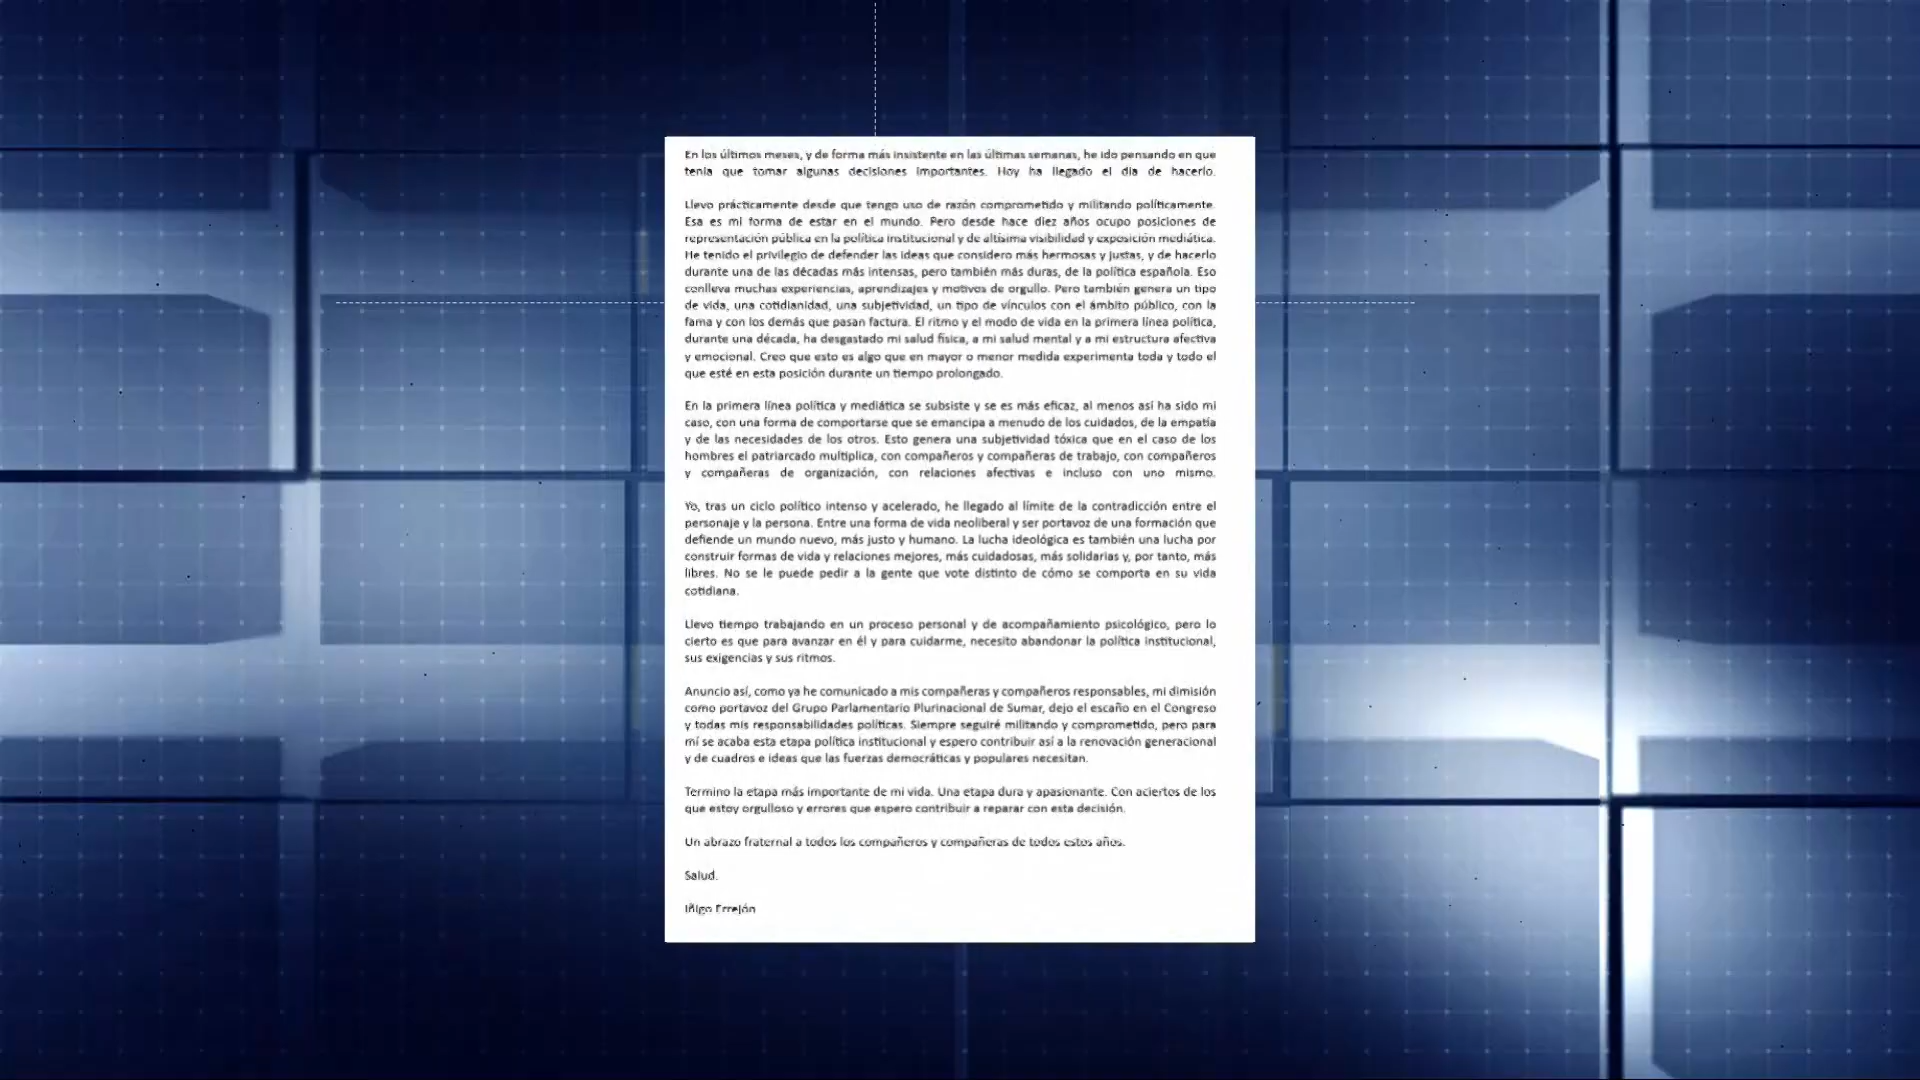 En los últimos meses, y de forma más insistente en las últimas semanas, he ido pensando en que
tenía que tomar algunas decisiones importantes. Hoy ha llegado el día de hacerlo.
Llevo prácticamente desde que tengo uso de razón comprometido y militando políticamente.
Esa es mi forma de estar en el mundo. Pero desde hace diez años ocupo posiciones de
representación pública en la política institucional y de altísima visibilidad y exposición mediática.
He tenido el privilegio de defender las ideas que considero más hermosas y justas, y de hacerlo
durante una de las décadas más intensas, pero también más duras, de la política española. Eso
conlleva muchas experiencias, aprendizajes y motivos de orgullo. Pero también genera un tipo
de vida, una cotidianidad, una subjetividad, un tipo de vínculos con el ámbito público, con la
fama y con los demás que pasan factura. El ritmo y el modo de vida en la primera línea política,
durante una década, ha desgastado mi salud física, a mi salud mental y a mi estructura afectiva
y emocional. Creo que esto es algo que en mayor o menor medida experimenta toda y todo el
que esté en esta posición durante un tiempo prolongado.
En la primera línea política y mediática se subsiste y se es más eficaz, al menos así ha sido mi
caso, con una forma de comportarse que se emancipa a menudo de los cuidados, de la empatía
y de las necesidades de los otros. Esto genera una subjetividad tóxica que en el caso de los
hombres el patriarcado multiplica, con compañeros y compañeras de trabajo, con compañeros
y compañeras de organización, con relaciones afectivas e incluso con uno mismo.
Yo, tras un ciclo político intenso y acelerado, he llegado al límite de la contradicción entre el
personaje y la persona. Entre una forma de vida neoliberal y ser portavoz de una formación que
defiende un mundo nuevo, más justo y humano. La lucha ideológica es también una lucha por
construir formas de vida y relaciones mejores, más cuidadosas, más solidarias y, por tanto, más
libres. No se le puede pedir a la gente que vote distinto de cómo se comporta en su vida
cotidiana.
Llevo tiempo trabajando en un proceso personal y de acompañamiento psicológico, pero lo
cierto es que para avanzar en él y para cuidarme, necesito abandonar la política institucional,
sus exigencias y sus ritmos.
Anuncio así, como ya he comunicado a mis compañeras y compañeros responsables, mi dimisión
como portavoz del Grupo Parlamentario Plurinacional de Sumar, dejo el escaño en el Congreso
y todas mis responsabilidades políticas. Siempre seguiré militando y comprometido, pero para
mí se acaba esta etapa política institucional y espero contribuir así a la renovación generacional
y de cuadros e ideas que las fuerzas democráticas y populares necesitan.
Termino la etapa más importante de mi vida. Una etapa dura y apasionante. Con aciertos de los
que estoy orgulloso y errores que espero contribuir a reparar con esta decisión.
Un abrazo fraternal a todos los compañeros y compañeras de todos estos años.
Salud.
Iñigo Errejón